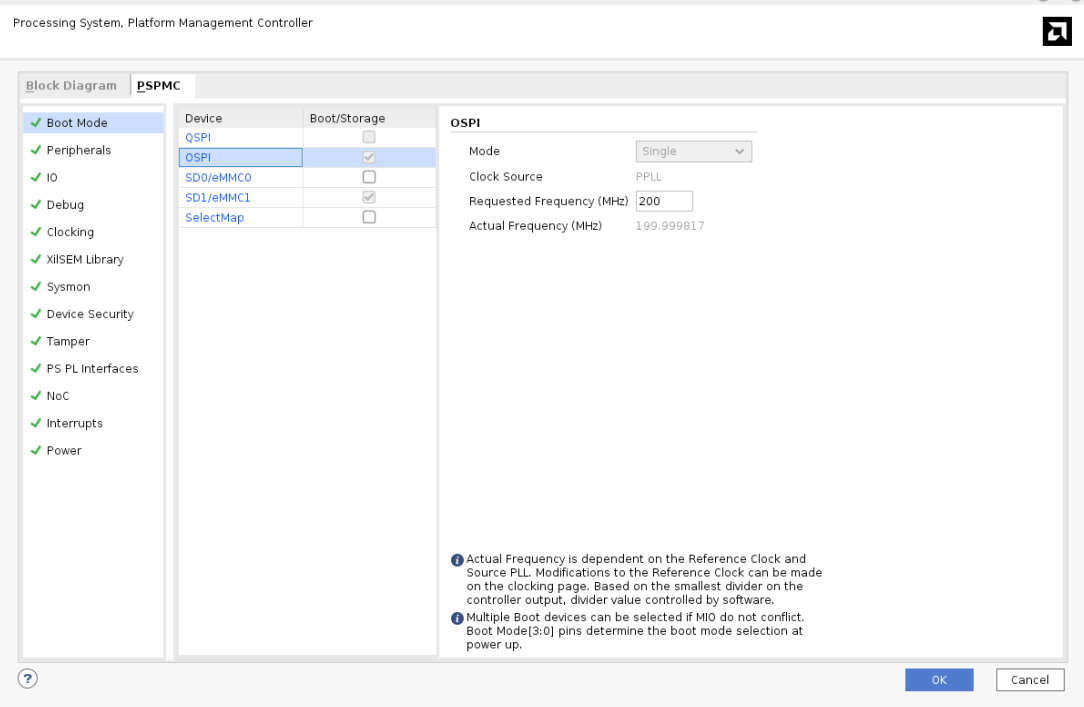 Processing System, Platform Management Controller
Block Diagram PSPMC
Boot Mode
Peripherals
IO
Debug
Clocking
XilSEM Library
Sysmon
Device Security
Tamper
PS PL Interfaces
NoC
Interrupts
Power
Device Boot/Storage
QSPI
OSPI
SD0/eMMC0
SD1/eMMC1
SelectMap
OSPI
Mode Single
Clock Source PPLL
Requested Frequency (MHz) 200
Actual Frequency (MHz) 199.999817
Actual Frequency is dependent on the Reference Clock and
Source PLL. Modifications to the Reference Clock can be made
on the clocking page. Based on the smallest divider on the
controller output, divider value controlled by software.
Multiple Boot devices can be selected if MIO do not conflict.
Boot Mode[3:0] pins determine the boot mode selection at
power up.
?
OK Cancel